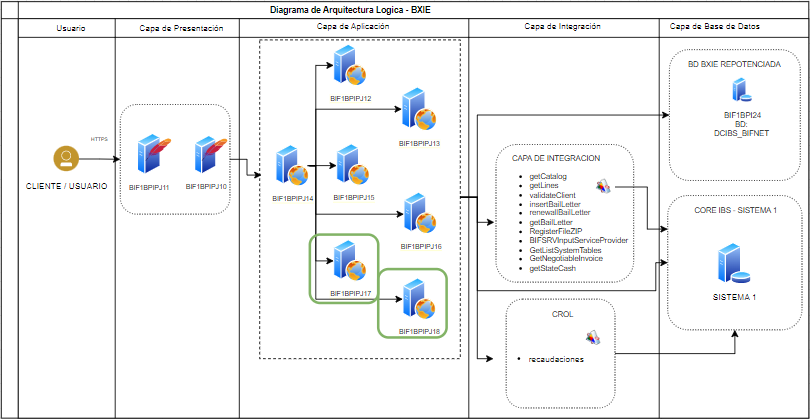 Diagrama de Arquitectura Logica - BXIE
Usuario
Capa de Presentación
Capa de Aplicación
Capa de Integración
Capa de Base de Datos
HTTPS
CLIENTE / USUARIO
BIF1BPIPJ11
BIF1BPIPJ10
BIF1BPIPJ14
BIF1BPIPJ12
BIF1BPIPJ13
BIF1BPIPJ15
BIF1BPIPJ16
BIF1BPIPJ17
BIF1BPIPJ18
CAPA DE INTEGRACION
• getCatalog
• getLines
• validateClient
• insertBailLetter
• renewallBailLetter
• getBailLetter
• RegisterFileZIP
• BIFSRVInputServiceProvider
• GetListSystemTables
• GetNegotiableInvoice
• getStateCash
CROL
• recaudaciones
BD BXIE REPOTENCIADA
BIF1BPI24
BD:
DCIBS_BIFNET
CORE IBS - SISTEMA 1
SISTEMA 1